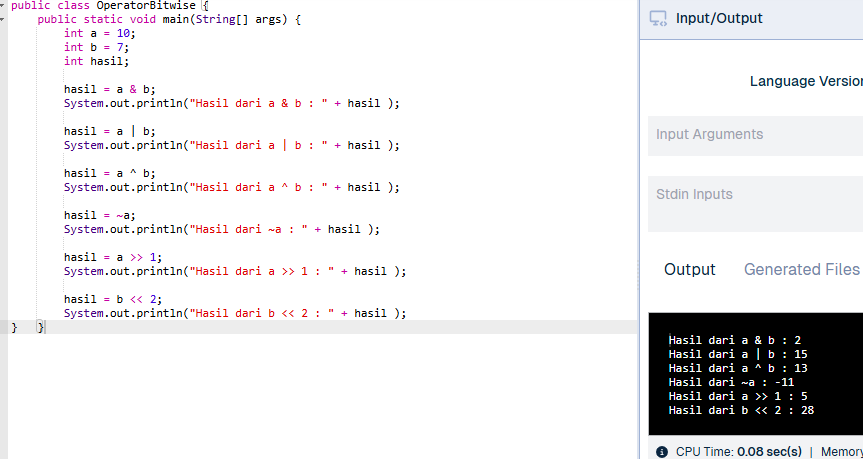 public class OperatorBitwise {
public static void main(String[] args) {
int a = 10;
int b = 7;
int hasil;
hasil = a & b;
System.out.println("Hasil dari a & b : " + hasil );
hasil = a | b;
System.out.println("Hasil dari a | b : " + hasil );
hasil = a ^ b;
System.out.println("Hasil dari a ^ b : " + hasil );
hasil = ~a;
System.out.println("Hasil dari ~a : " + hasil );
hasil = a >> 1;
System.out.println("Hasil dari a >> 1 : " + hasil );
hasil = b << 2;
System.out.println("Hasil dari b << 2 : " + hasil );
} }
Input/Output
Language Version
Input Arguments
Stdin Inputs
Output Generated Files
Hasil dari a & b : 2
Hasil dari a | b : 15
Hasil dari a ^ b : 13
Hasil dari ~a : -11
Hasil dari a >> 1 : 5
Hasil dari b << 2 : 28
CPU Time: 0.08 sec(s) | Memory